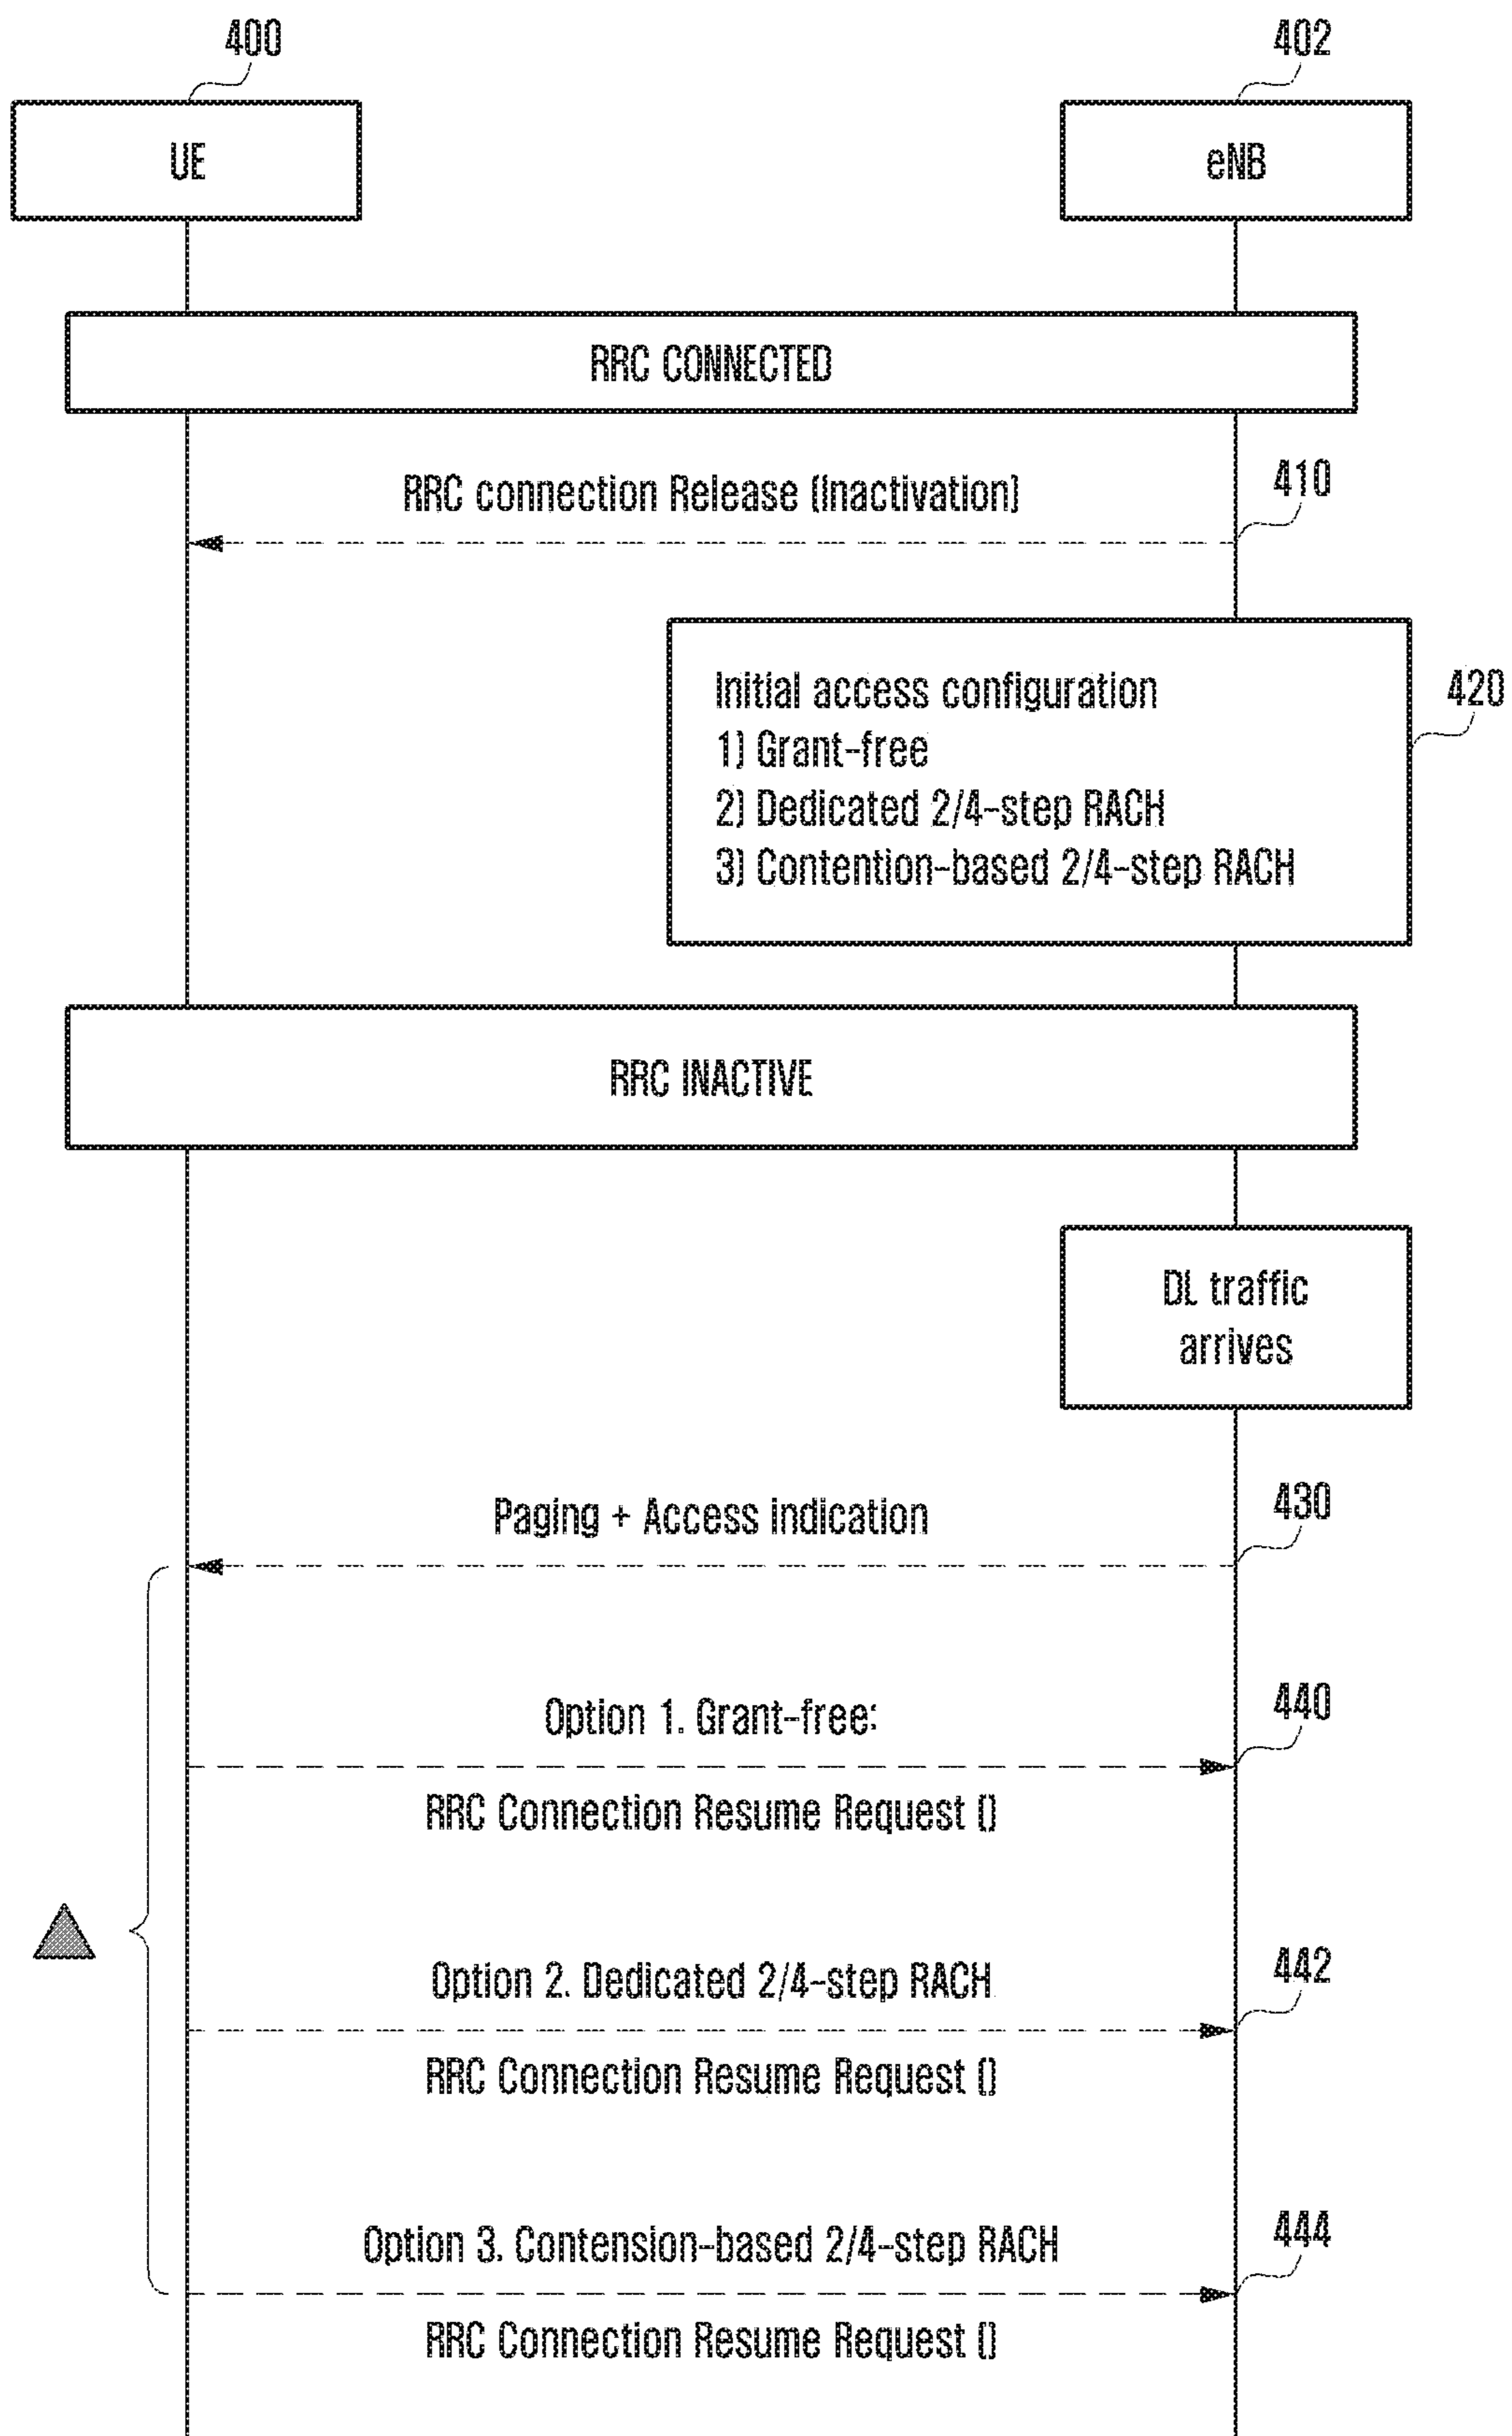 400
402
UE
eNB
RRC CONNECTED
RRC connection Release (Inactivation)
410
Initial access configuration
1) Grant-free
2) Dedicated 2/4-step RACH
3) Contention-based 2/4-step RACH
420
RRC INACTIVE
DL traffic
arrives
Paging + Access indication
430
Option 1. Grant-free:
440
RRC Connection Resume Request ()
Option 2. Dedicated 2/4-step RACH
442
RRC Connection Resume Request ()
Option 3. Contension-based 2/4-step RACH
444
RRC Connection Resume Request ()